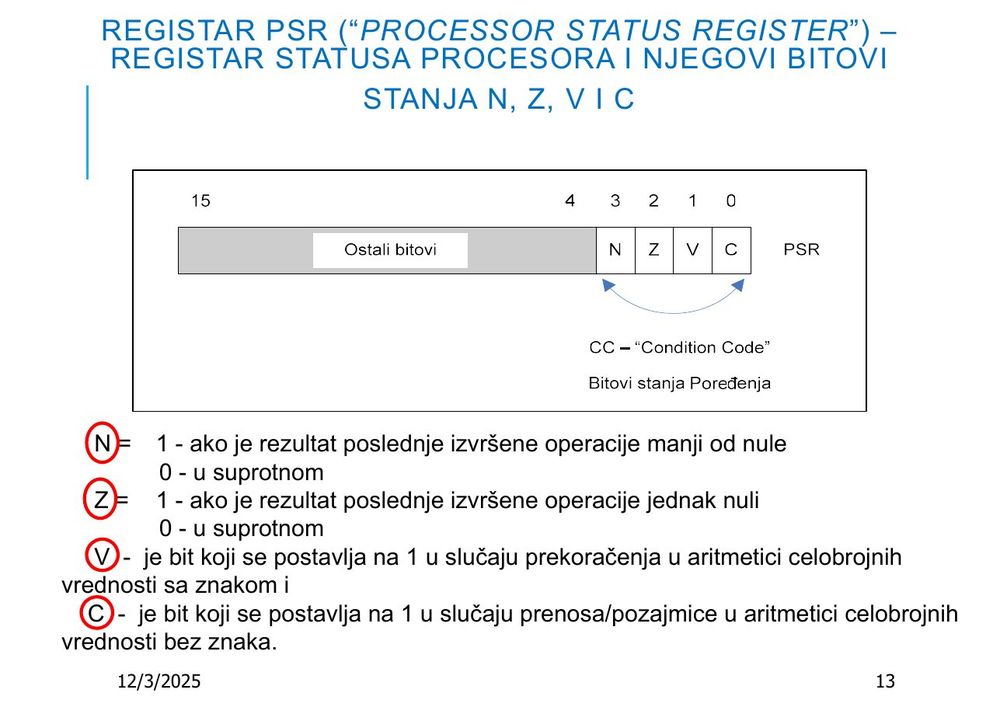 REGISTAR PSR (“PROCESSOR STATUS REGISTER”) –
REGISTAR STATUSA PROCESORA I NJEGOVI BITOVI
STANJA N, Z, V I C
15 4 3 2 1 0
Ostali bitovi N Z V C PSR
CC – “Condition Code”
Bitovi stanja Poređenja
N = 1 - ako je rezultat poslednje izvršene operacije manji od nule
0 - u suprotnom
Z = 1 - ako je rezultat poslednje izvršene operacije jednak nuli
0 - u suprotnom
V - je bit koji se postavlja na 1 u slučaju prekoračenja u aritmetici celobrojnih
vrednosti sa znakom i
C - je bit koji se postavlja na 1 u slučaju prenosa/pozajmice u aritmetici celobrojnih
vrednosti bez znaka.
12/3/2025 13